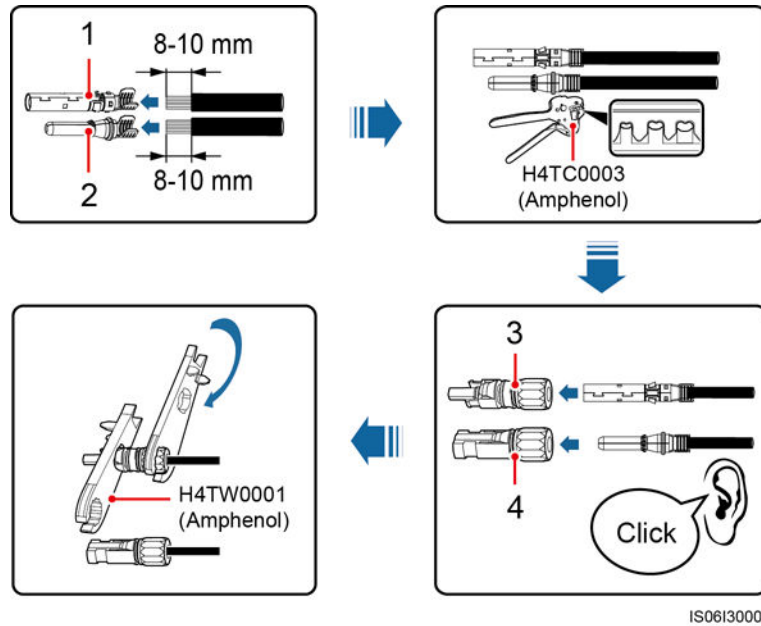 1
8-10 mm
2
8-10 mm
H4TC0003
(Amphenol)
3
4
Click
H4TW0001
(Amphenol)
IS06I3000